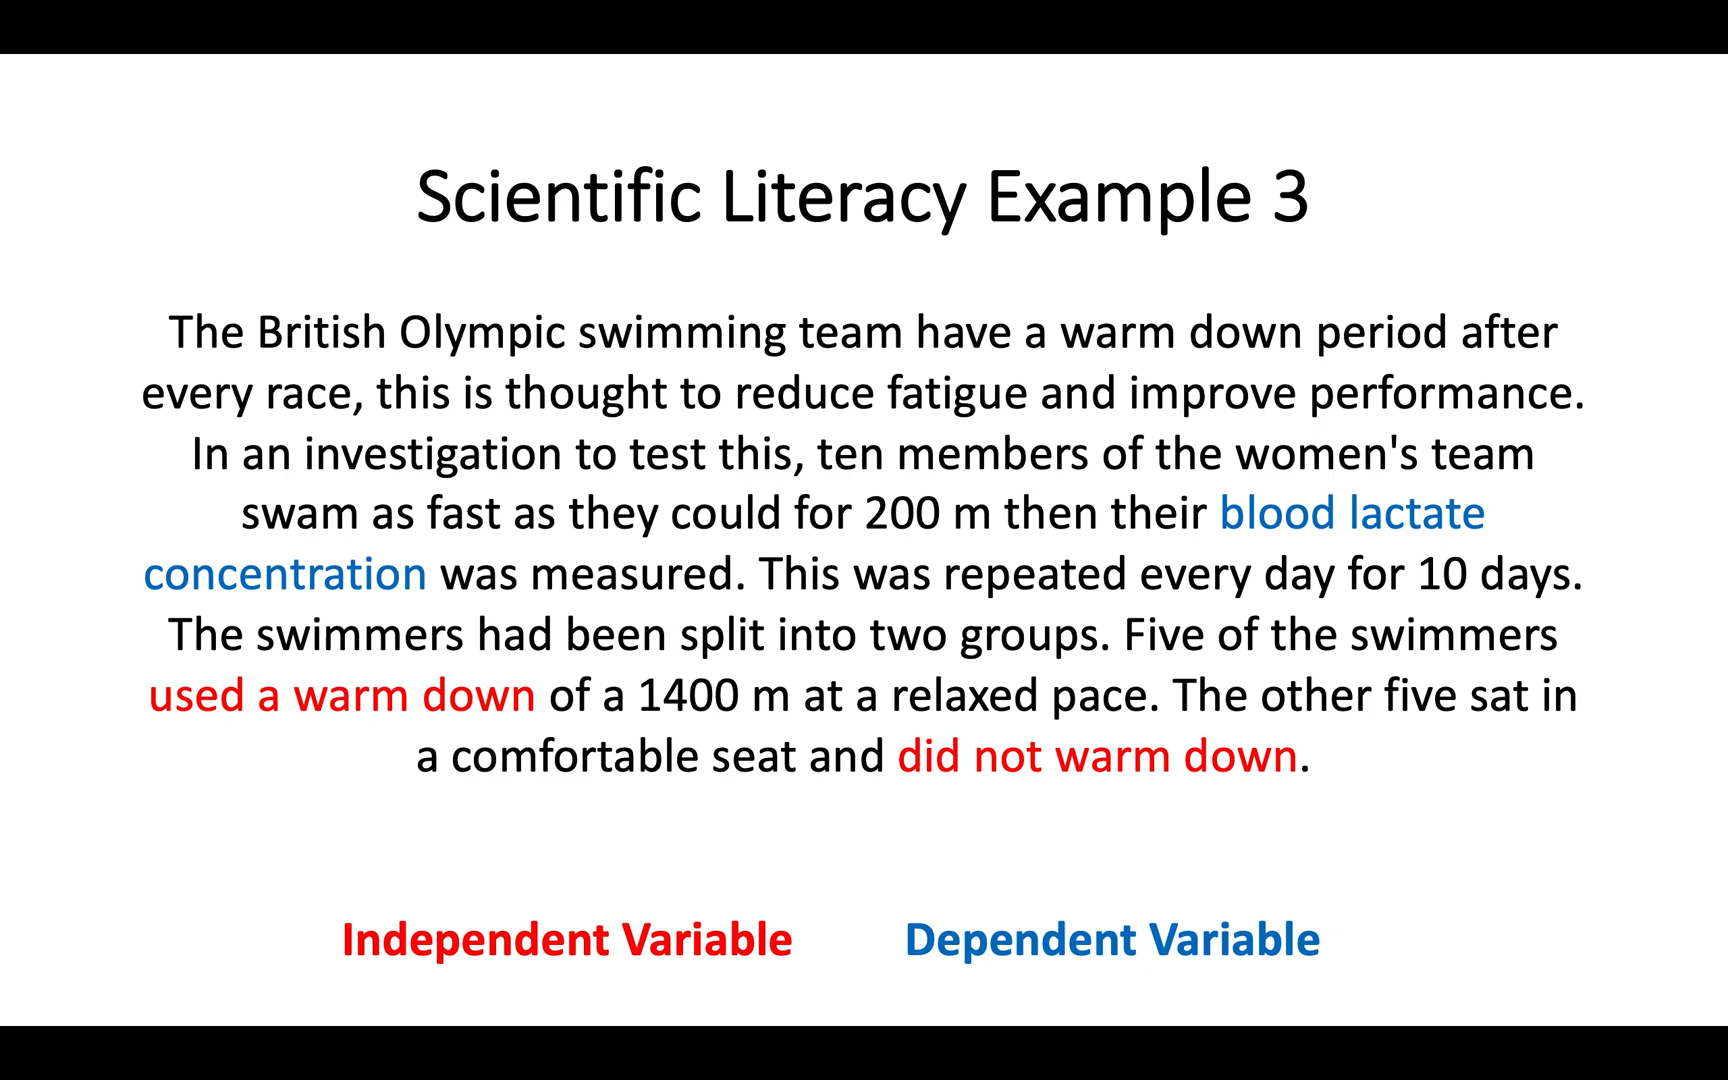 Scientific Literacy Example 3
The British Olympic swimming team have a warm down period after
every race, this is thought to reduce fatigue and improve performance.
In an investigation to test this, ten members of the women's team
swam as fast as they could for 200 m then their blood lactate
concentration was measured. This was repeated every day for 10 days.
The swimmers had been split into two groups. Five of the swimmers
used a warm down of a 1400 m at a relaxed pace. The other five sat in
a comfortable seat and did not warm down.
Independent Variable Dependent Variable